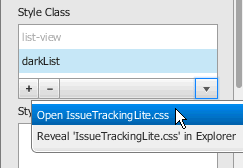 Style Class
list-view
darkList
+ −
Open IssueTrackingLite.css
Reveal 'IssueTrackingLite.css' in Explorer